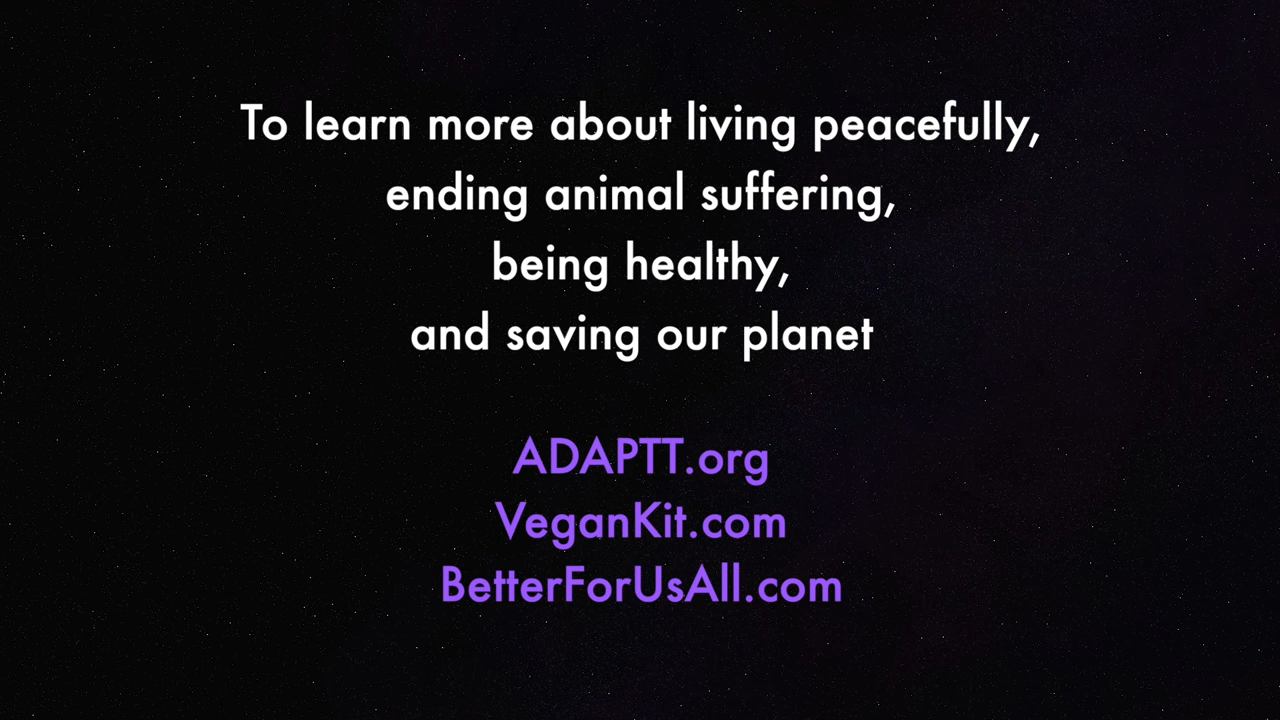 To learn more about living peacefully,
ending animal suffering,
being healthy,
and saving our planet
ADAPTT.org
VeganKit.com
BetterForUsAll.com